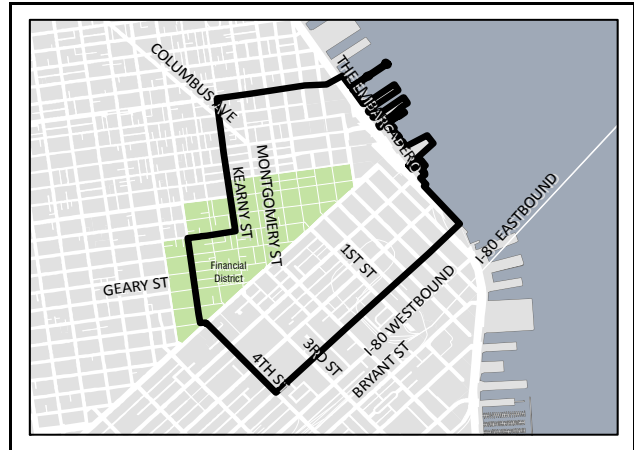 COLUMBUS AVE
THE EMBARCADERO
MONTGOMERY ST
KEARNY ST
I-80 EASTBOUND
1ST ST
Financial
District
GEARY ST
I-80 WESTBOUND
3RD ST
BRYANT ST
4TH ST